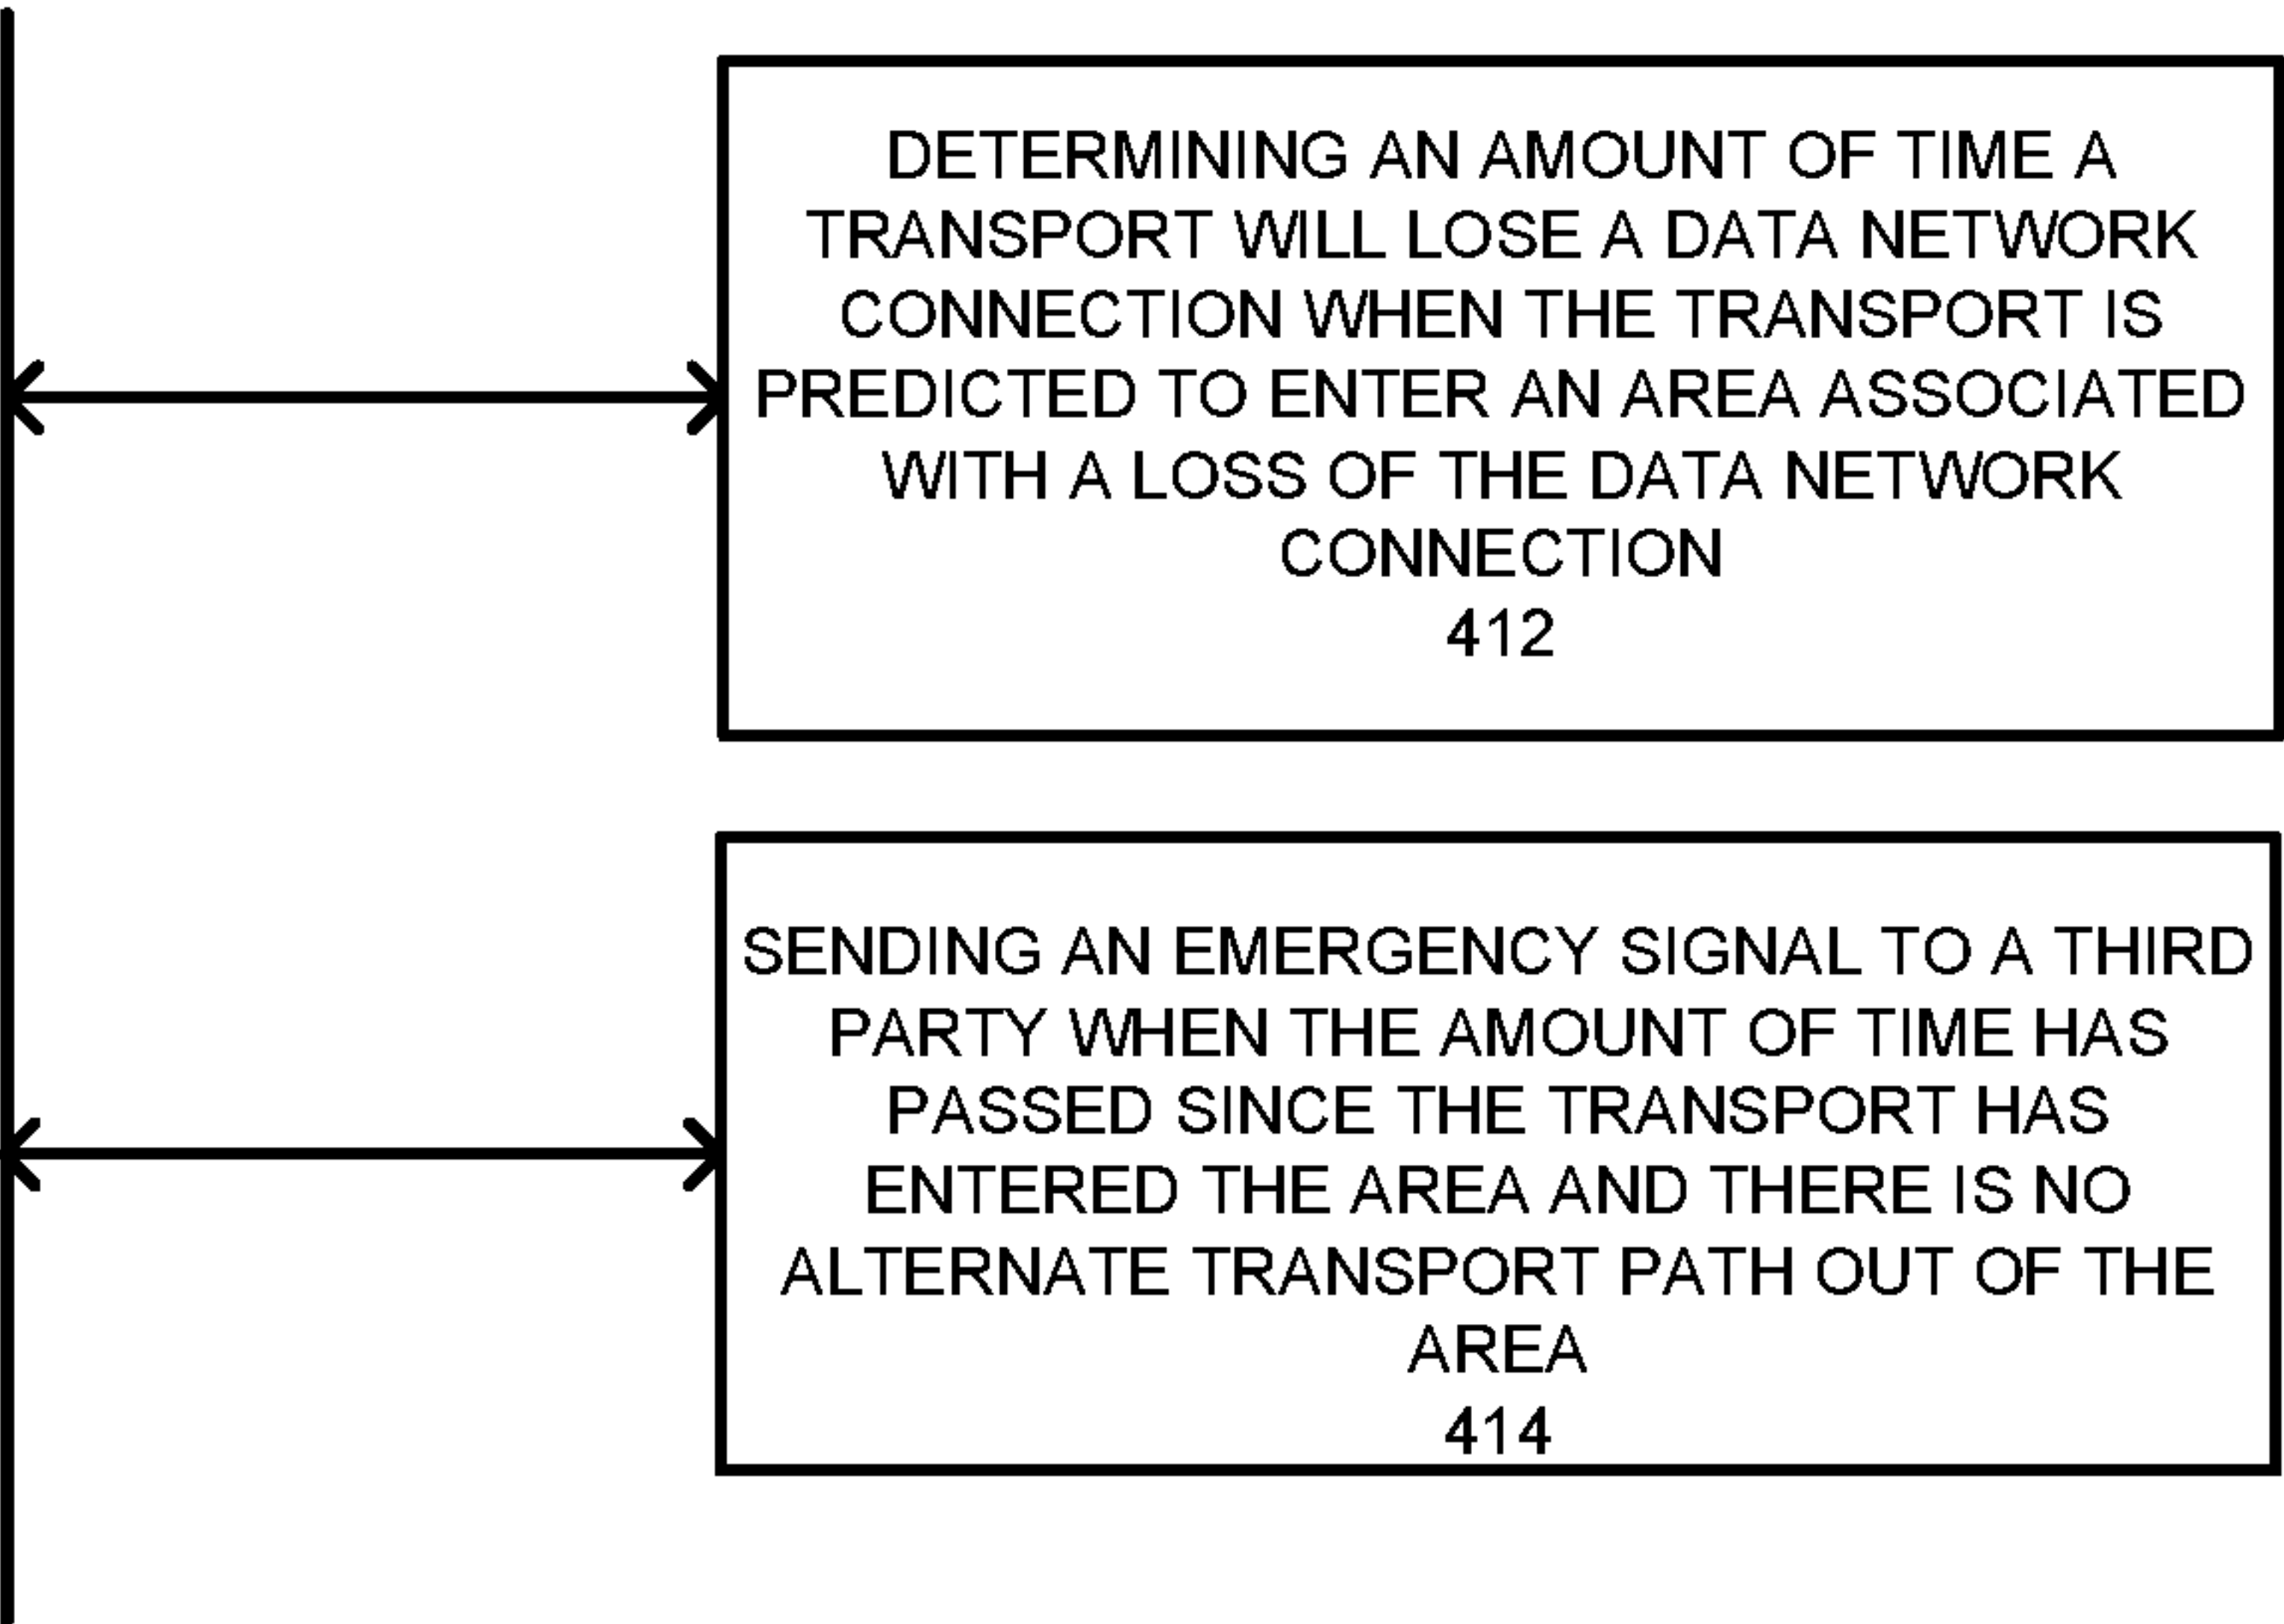 DETERMINING AN AMOUNT OF TIME A
TRANSPORT WILL LOSE A DATA NETWORK
CONNECTION WHEN THE TRANSPORT IS
PREDICTED TO ENTER AN AREA ASSOCIATED
WITH A LOSS OF THE DATA NETWORK
CONNECTION
412
SENDING AN EMERGENCY SIGNAL TO A THIRD
PARTY WHEN THE AMOUNT OF TIME HAS
PASSED SINCE THE TRANSPORT HAS
ENTERED THE AREA AND THERE IS NO
ALTERNATE TRANSPORT PATH OUT OF THE
AREA
414